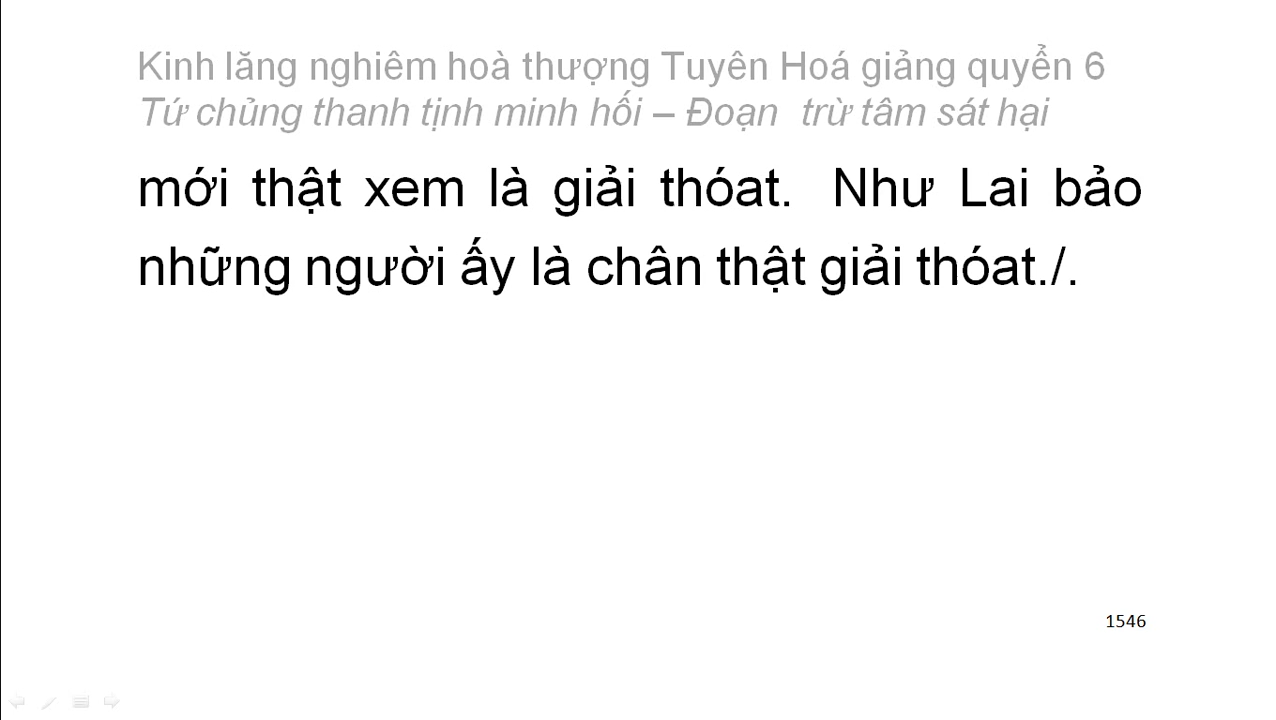 Kinh lăng nghiêm hoà thượng Tuyên Hoá giảng quyển 6
Tứ chủng thanh tịnh minh hối – Đoạn trừ tâm sát hại
mới thật xem là giải thóat. Như Lai bảo
những người ấy là chân thật giải thóat./.
1546